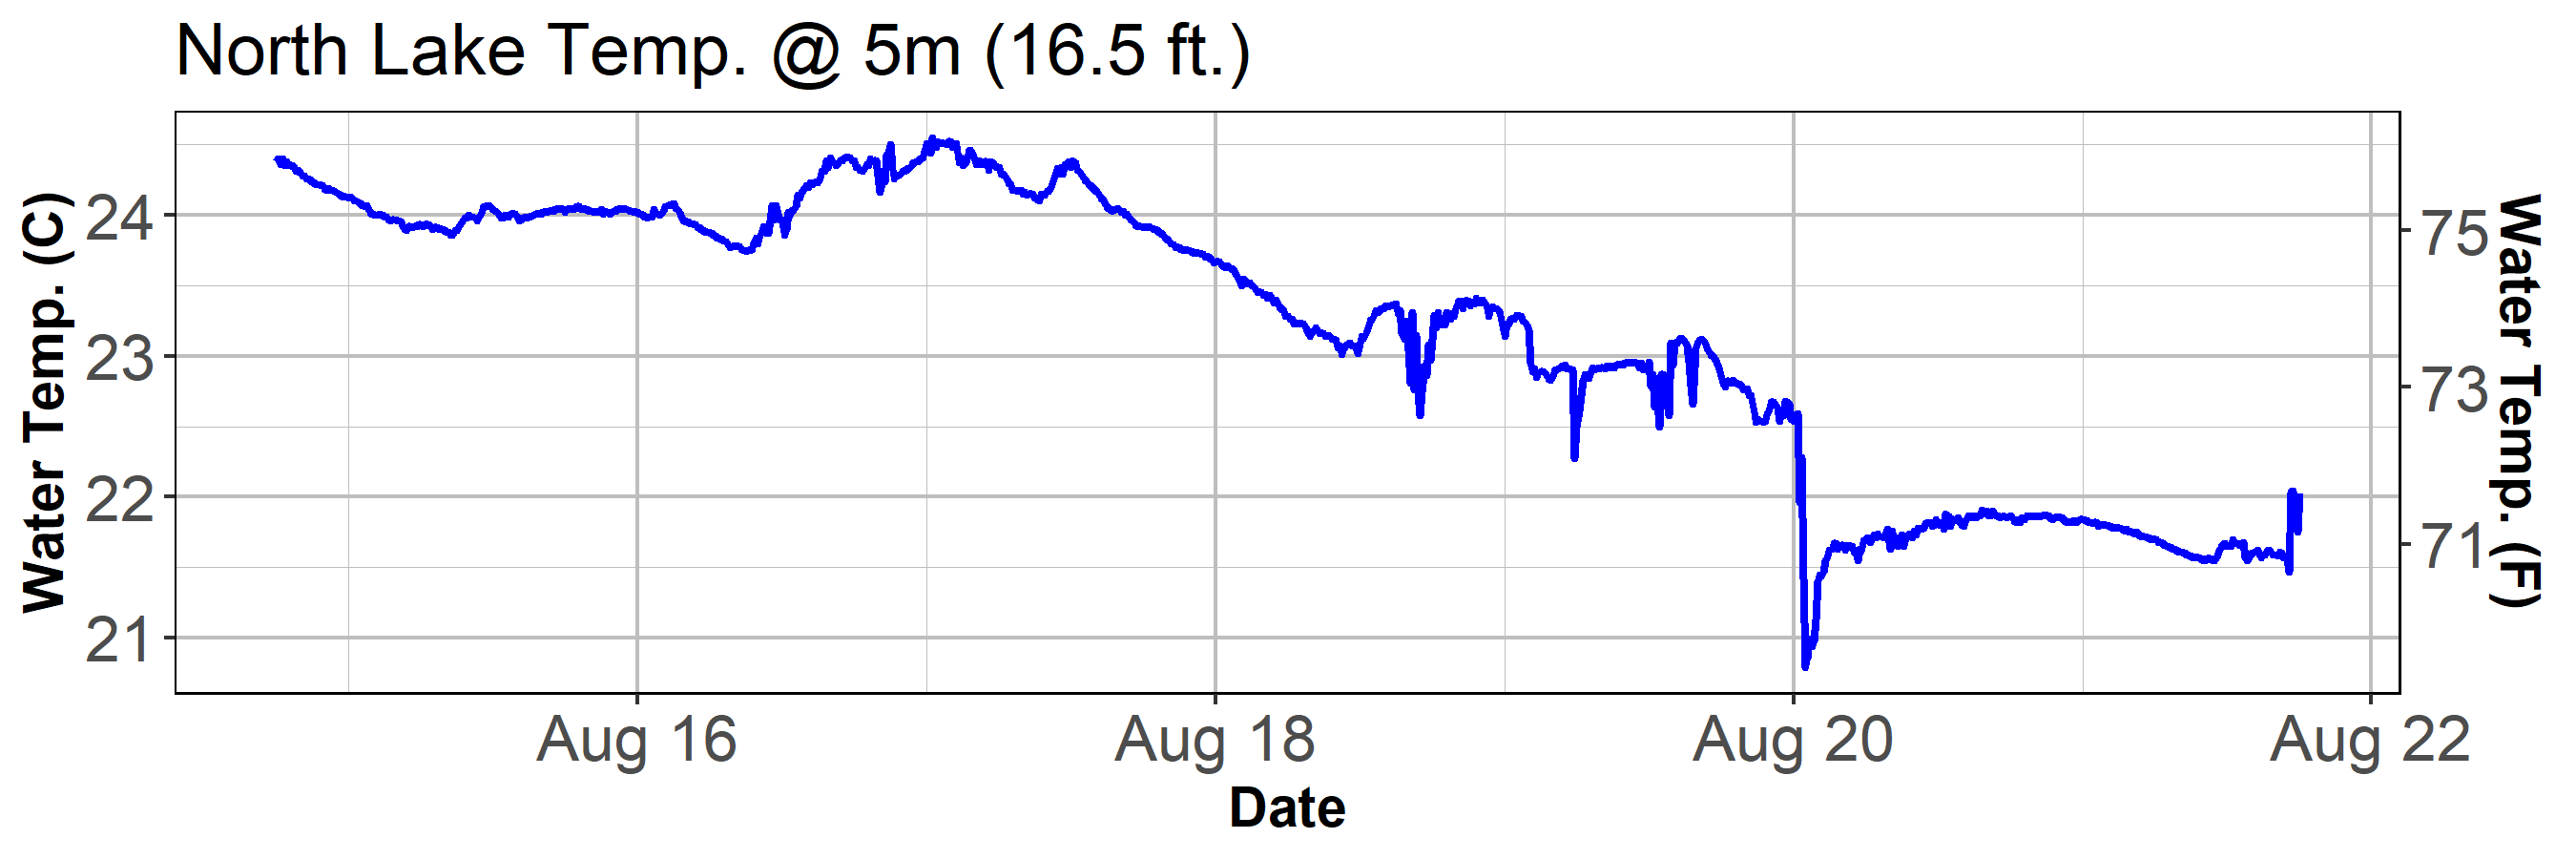 North Lake Temp. @ 5m (16.5 ft.)
Water Temp. (C)
24
23
22
21
75
73
71
Water Temp. (F)
Aug 16 Aug 18 Aug 20 Aug 22
Date